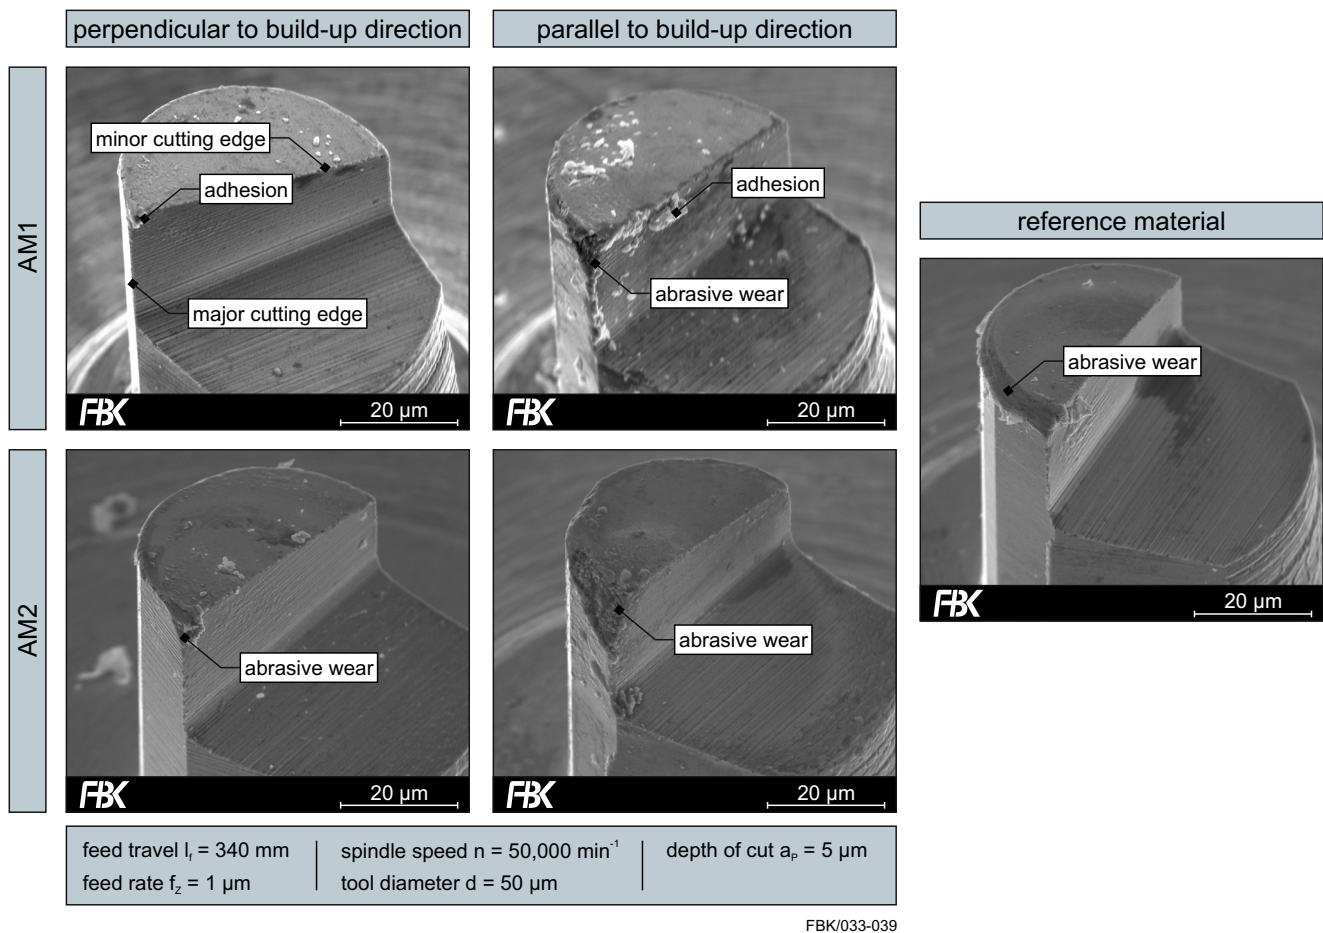 perpendicular to build-up direction
parallel to build-up direction
AM1
minor cutting edge
adhesion
major cutting edge
FBK
20 µm
adhesion
abrasive wear
FBK
20 µm
reference material
abrasive wear
FBK
20 µm
AM2
abrasive wear
FBK
20 µm
abrasive wear
FBK
20 µm
feed travel lf = 340 mm
feed rate fz = 1 µm
spindle speed n = 50,000 min⁻¹
tool diameter d = 50 µm
depth of cut aP = 5 µm
FBK/033-039